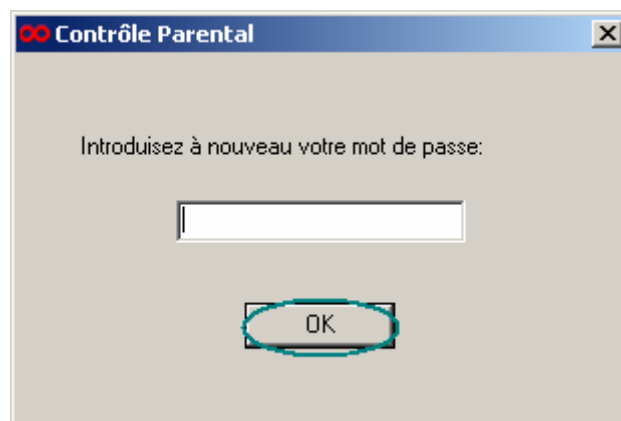 Contrôle Parental
Introduisez à nouveau votre mot de passe:
OK